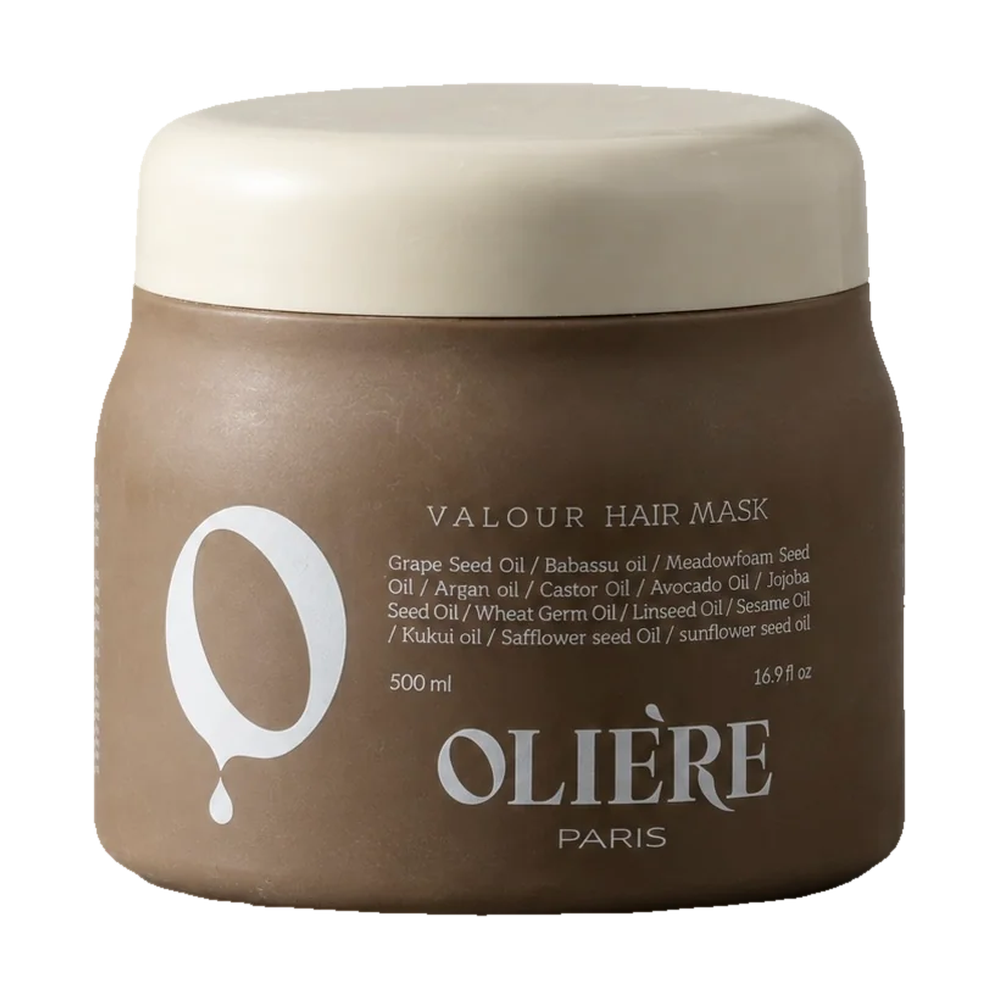 VALOUR HAIR MASK
Grape Seed Oil / Babassu oil / Meadowfoam Seed
Oil / Argan oil / Castor Oil / Avocado Oil / Jojoba
Seed Oil / Wheat Germ Oil / Linseed Oil / Sesame Oil
/ Kukui oil / Safflower seed Oil / sunflower seed oil
500 ml 16.9 fl oz
OLIÈRE
PARIS